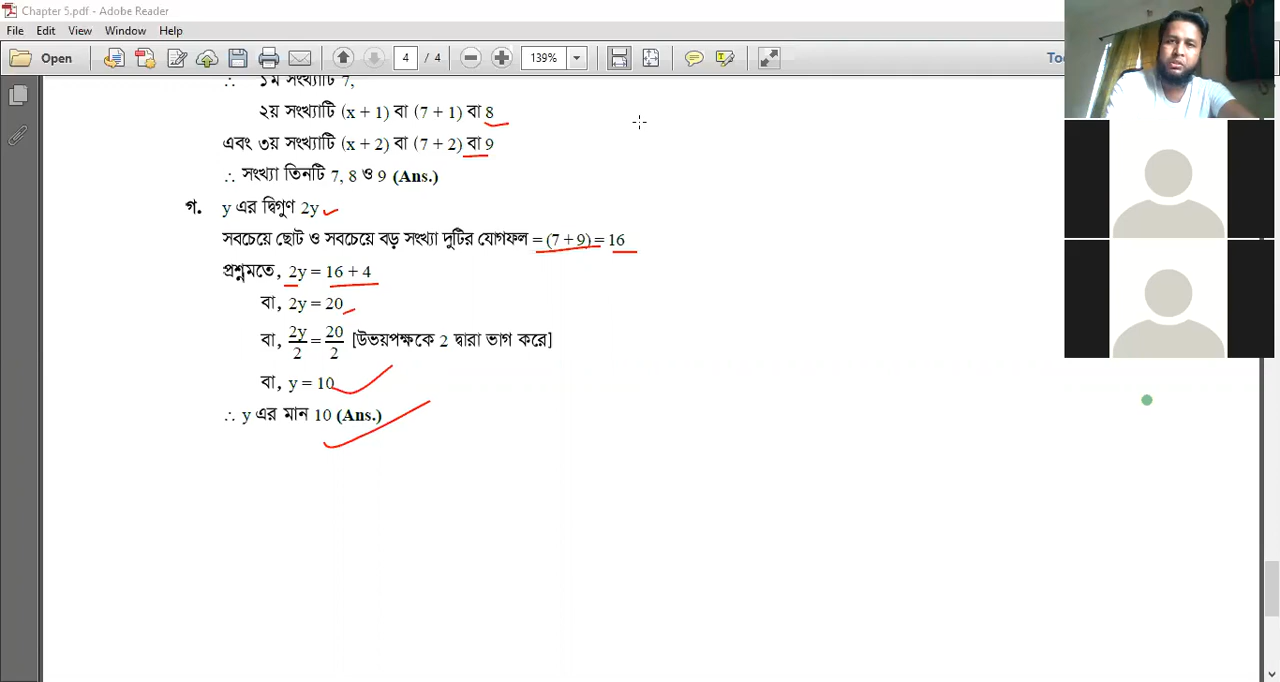 Chapter 5.pdf - Adobe Reader
File Edit View Window Help
Open 4 / 4 139%
∴ ১ম সংখ্যাটি 7,
২য় সংখ্যাটি (x + 1) বা (7 + 1) বা 8
এবং ৩য় সংখ্যাটি (x + 2) বা (7 + 2) বা 9
∴ সংখ্যা তিনটি 7, 8 ও 9 (Ans.)
গ. y এর দ্বিগুণ 2y
সবচেয়ে ছোট ও সবচেয়ে বড় সংখ্যা দুটির যোগফল = (7 + 9) = 16
প্রশ্নমতে, 2y = 16 + 4
বা, 2y = 20
বা, 2y/2 = 20/2 [উভয়পক্ষকে 2 দ্বারা ভাগ করে]
বা, y = 10
∴ y এর মান 10 (Ans.)